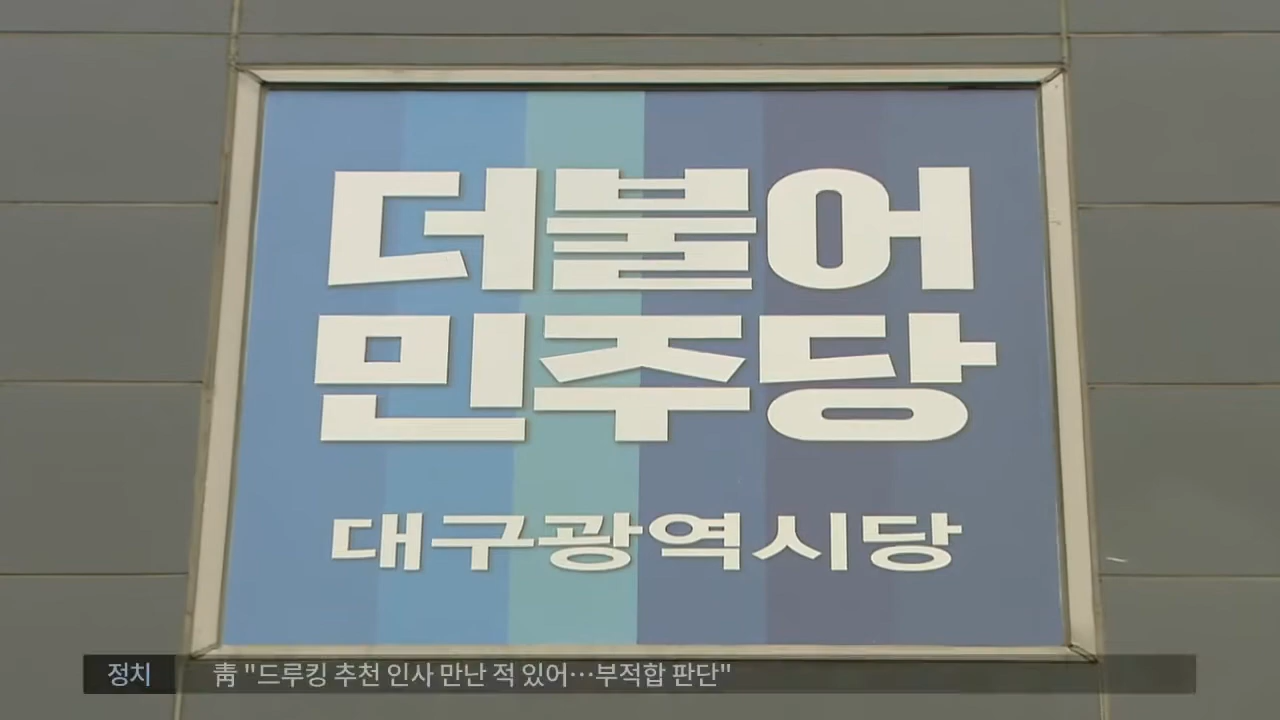 더불어
민주당
대구광역시당
정치 靑 "드루킹 추천 인사 만난 적 있어…부적합 판단"